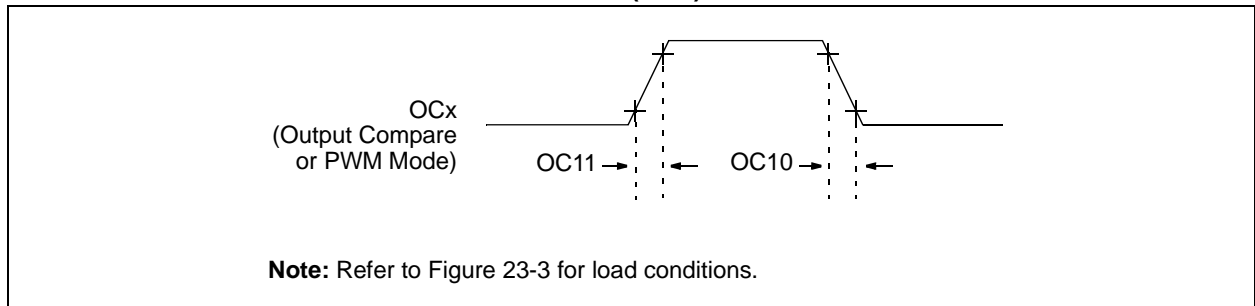 OCx
(Output Compare
or PWM Mode)
OC11
OC10
Note: Refer to Figure 23-3 for load conditions.